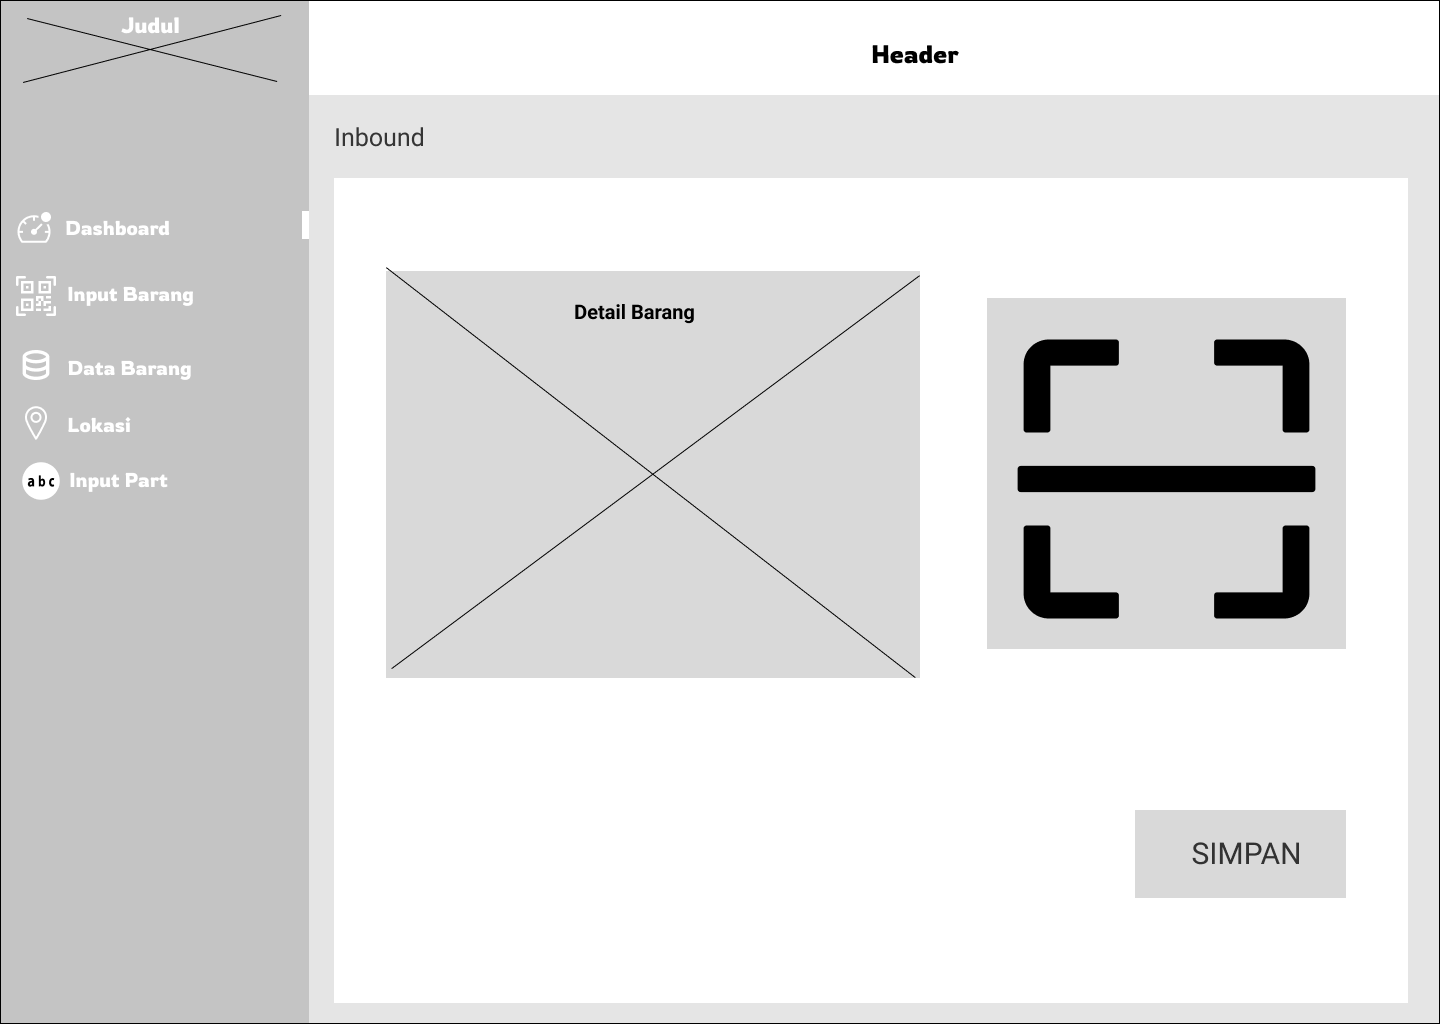 Judul
Header
Inbound
Dashboard
Input Barang
Data Barang
Lokasi
abc
Input Part
Detail Barang
SIMPAN